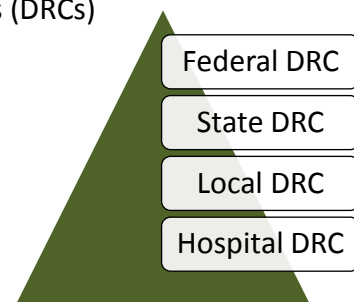 s (DRCs)
Federal DRC
State DRC
Local DRC
Hospital DRC